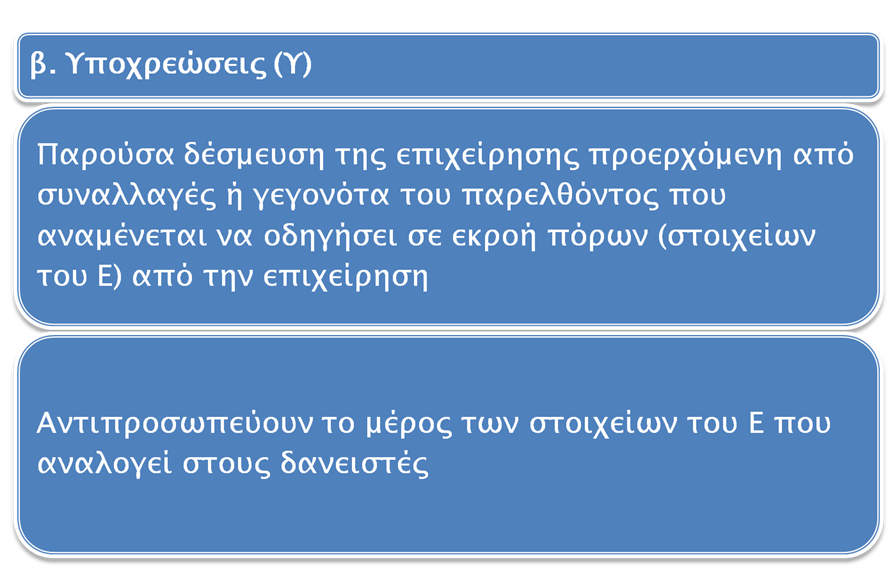 β. Υποχρεώσεις (Υ)
Παρούσα δέσμευση της επιχείρησης προερχόμενη από
συναλλαγές ή γεγονότα του παρελθόντος που
αναμένεται να οδηγήσει σε εκροή πόρων (στοιχείων
του Ε) από την επιχείρηση
Αντιπροσωπεύουν το μέρος των στοιχείων του Ε που
αναλογεί στους δανειστές